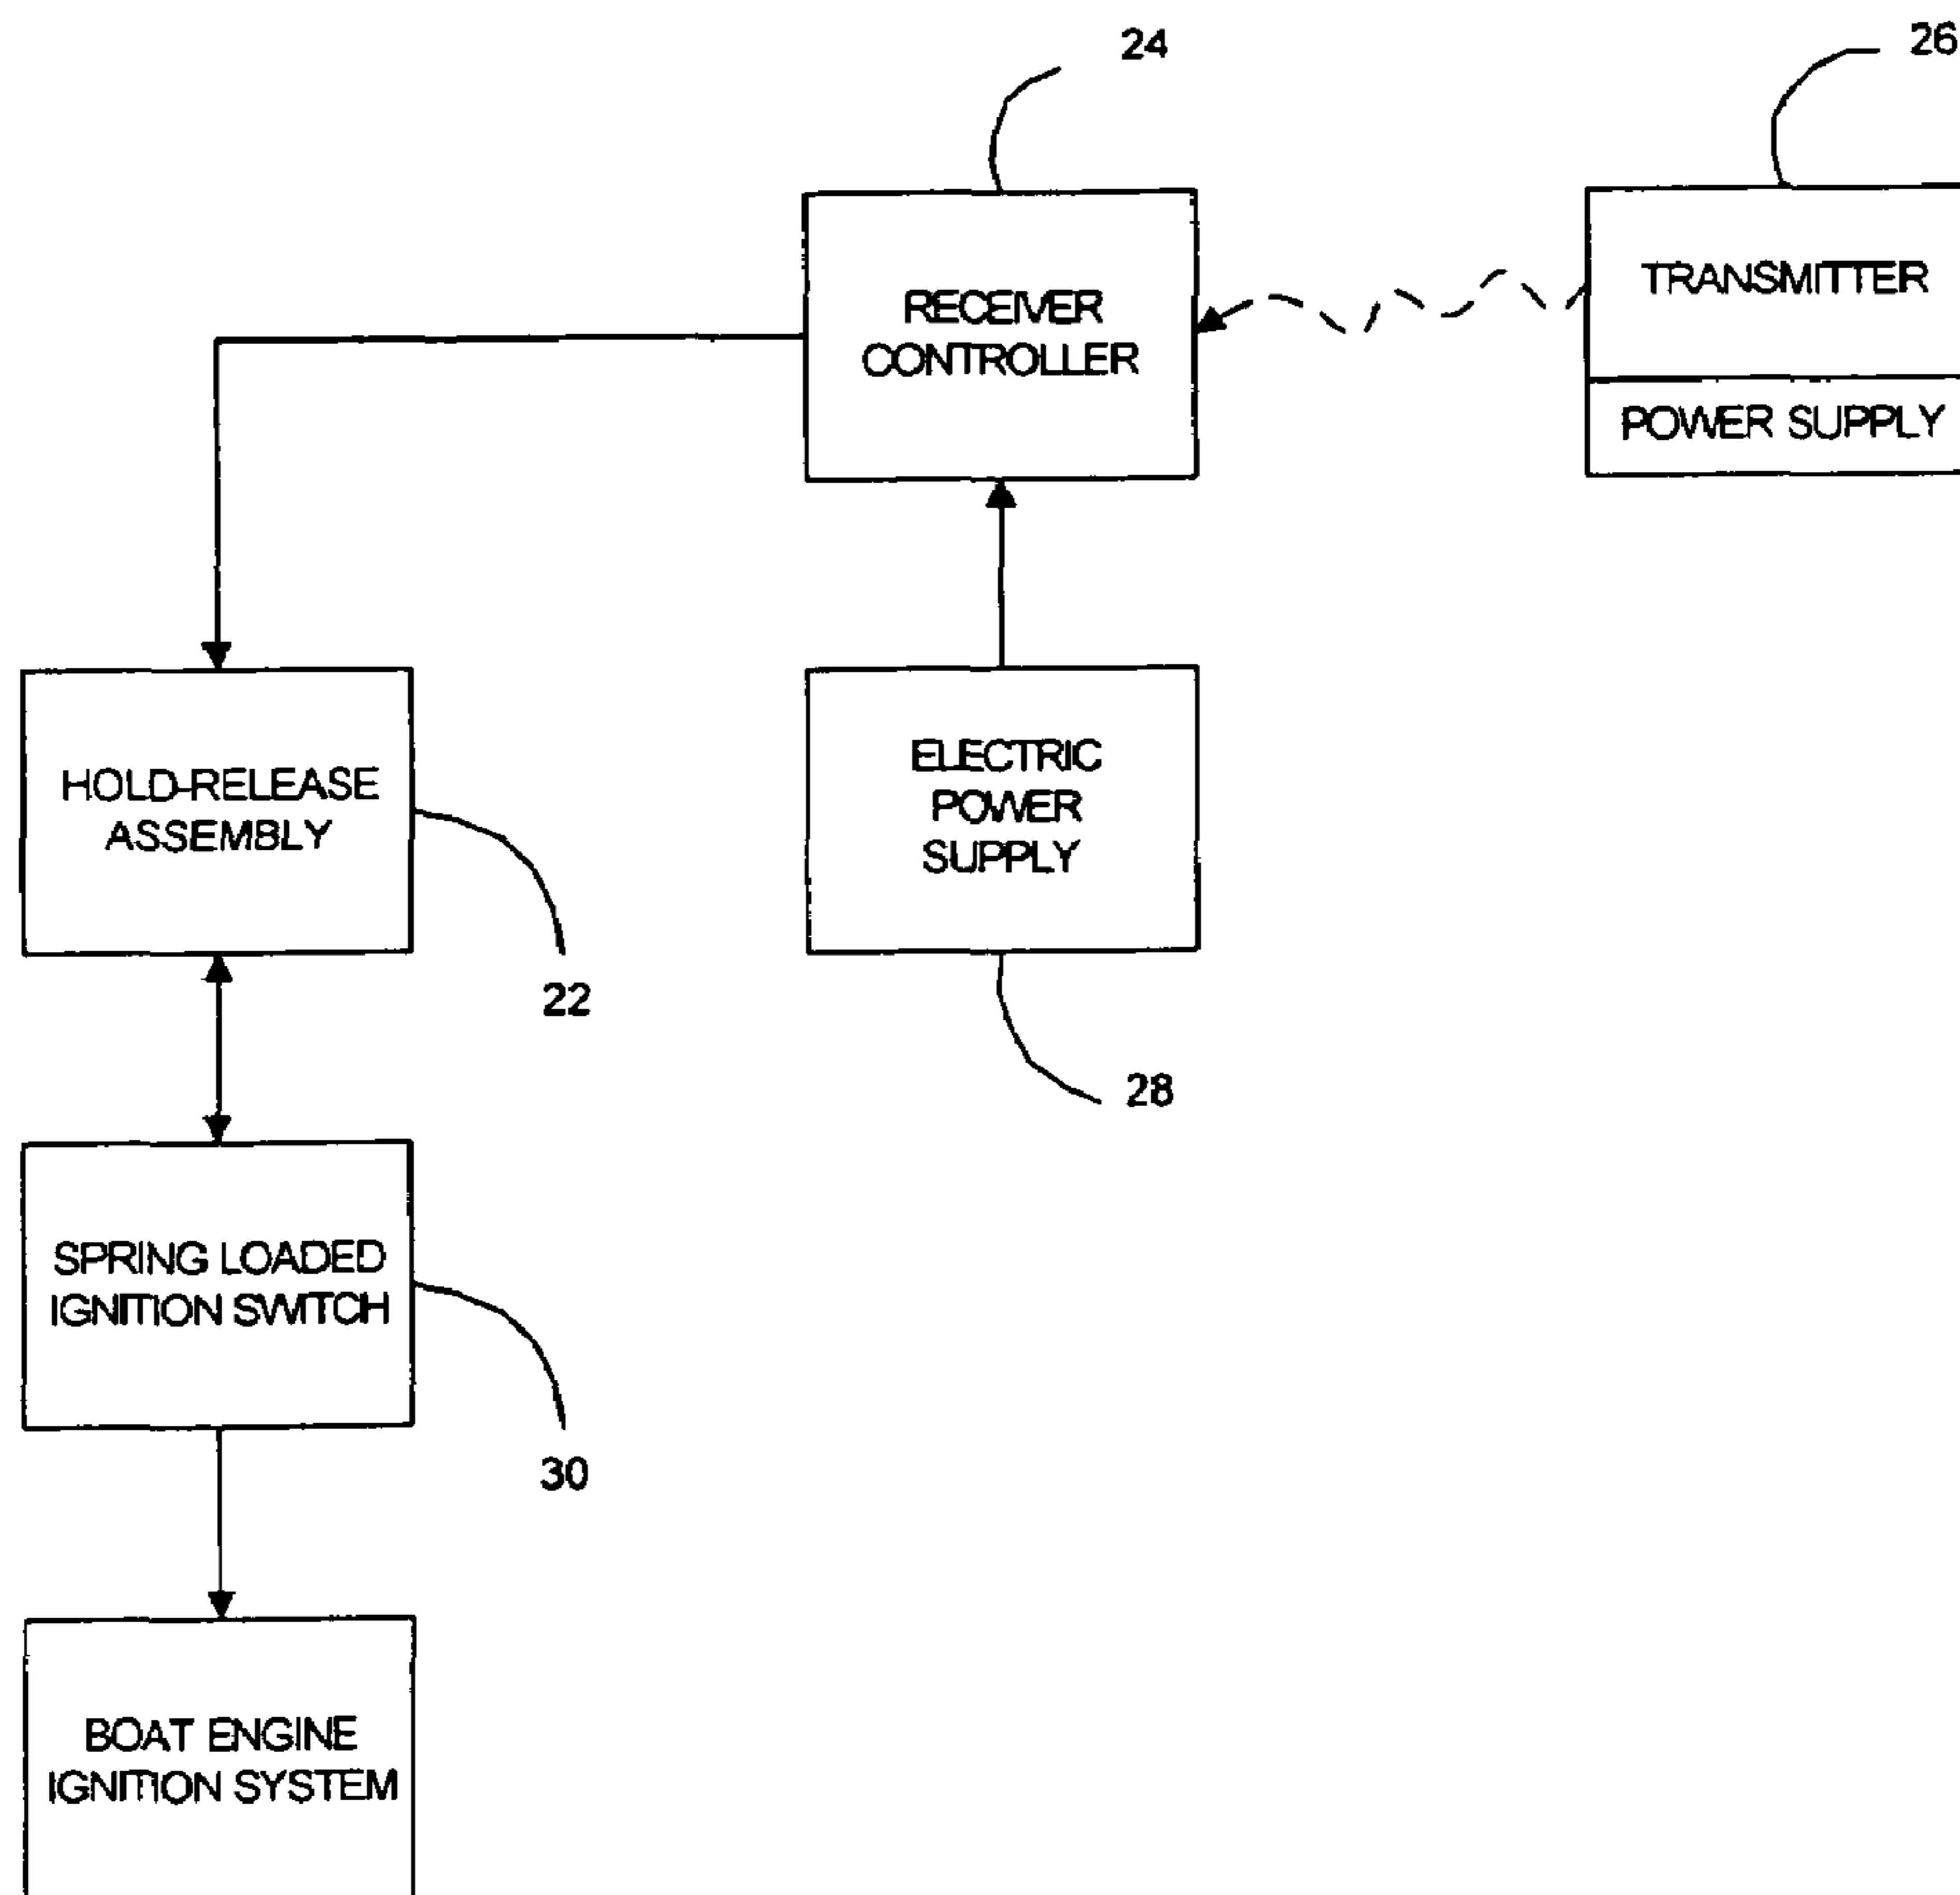 24
26
RECEIVER
CONTROLLER
TRANSMITTER
POWER SUPPLY
HOLD-RELEASE
ASSEMBLY
22
ELECTRIC
POWER
SUPPLY
28
SPRING LOADED
IGNITION SWITCH
30
BOAT ENGINE
IGNITION SYSTEM